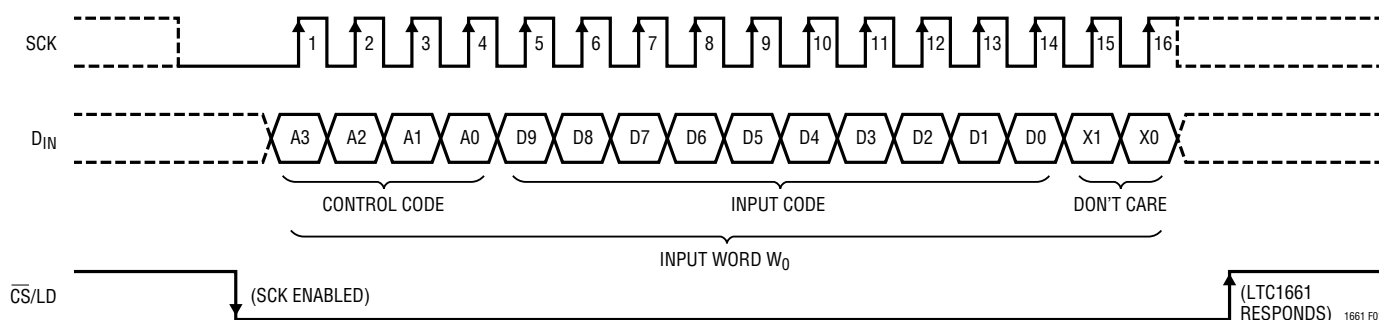 SCK 1 2 3 4 5 6 7 8 9 10 11 12 13 14 15 16
DIN A3 A2 A1 A0 D9 D8 D7 D6 D5 D4 D3 D2 D1 D0 X1 X0
CONTROL CODE INPUT CODE DON'T CARE
INPUT WORD W0
CS/LD (SCK ENABLED) (LTC1661
RESPONDS)